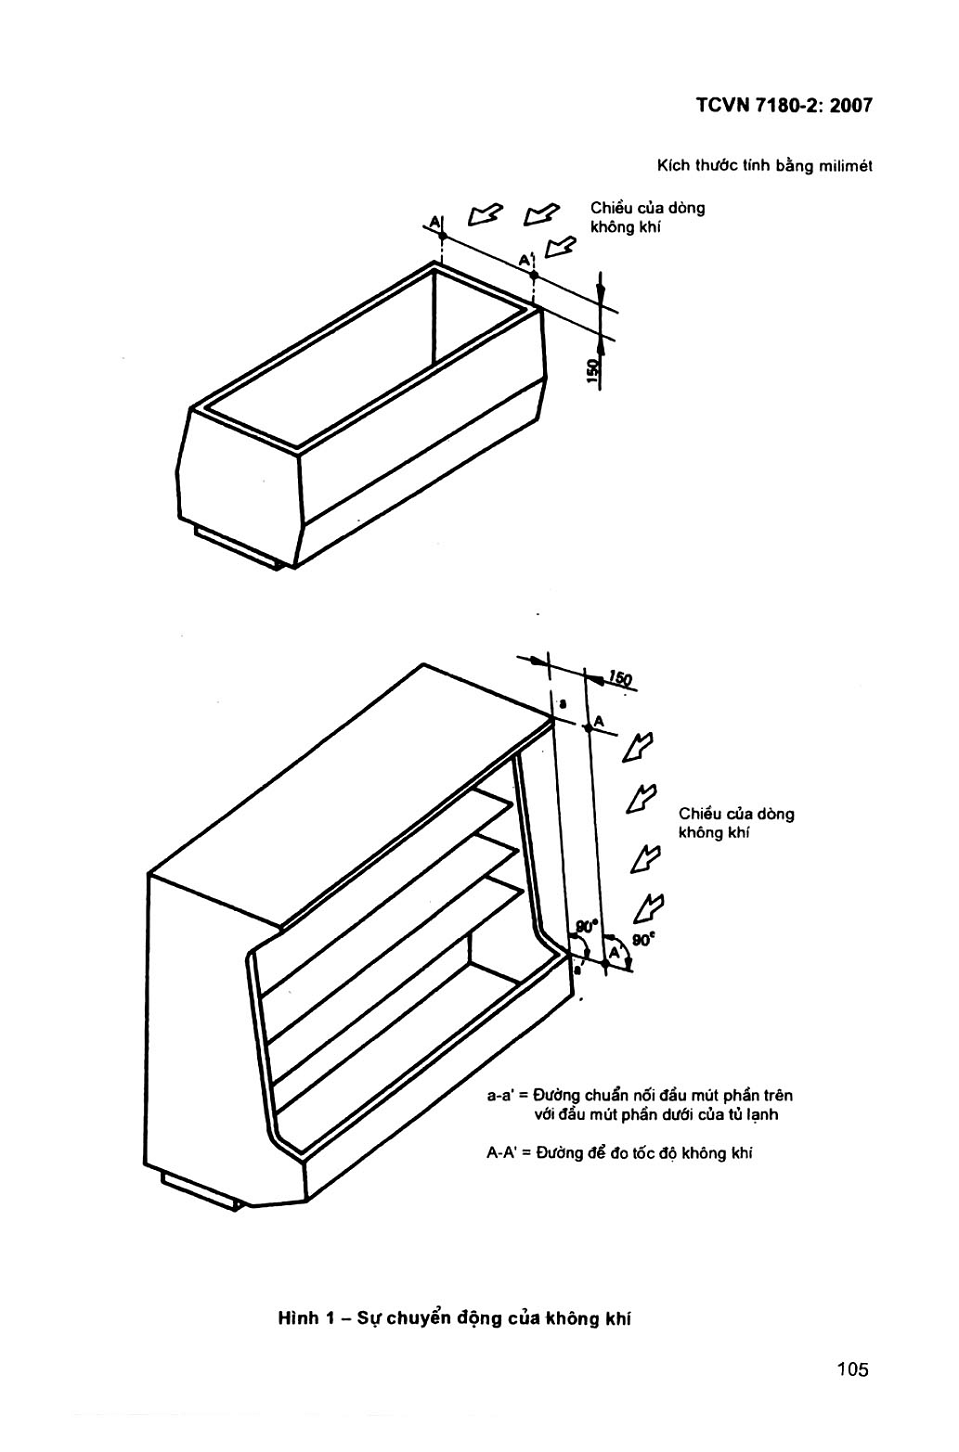 TCVN 7180-2: 2007
Kích thước tính bằng milimét
Chiều của dòng
không khí
A
A'
150
150
a
A
Chiều của dòng
không khí
90°
90°
A'
a'
a-a' = Đường chuẩn nối đầu mút phần trên
với đầu mút phần dưới của tủ lạnh
A-A' = Đường để đo tốc độ không khí
Hình 1 – Sự chuyển động của không khí
105